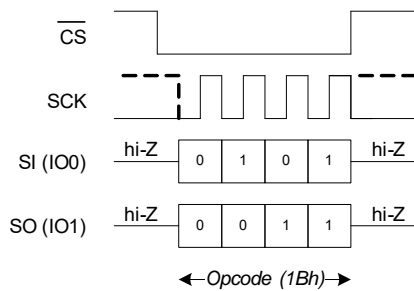 CS
SCK
hi-Z hi-Z
SI (IO0) 0 1 0 1
hi-Z hi-Z
SO (IO1) 0 0 1 1
Opcode (1Bh)